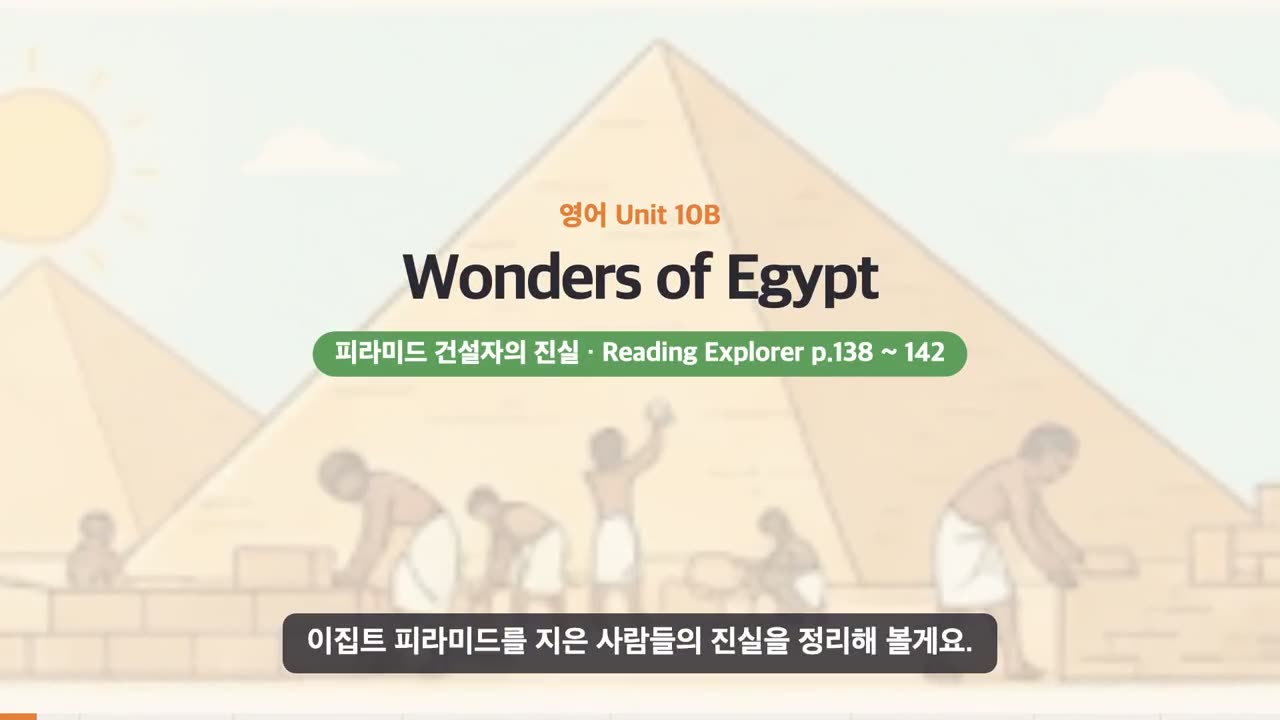 영어 Unit 10B
Wonders of Egypt
피라미드 건설자의 진실 · Reading Explorer p.138 ~ 142
이집트 피라미드를 지은 사람들의 진실을 정리해 볼게요.